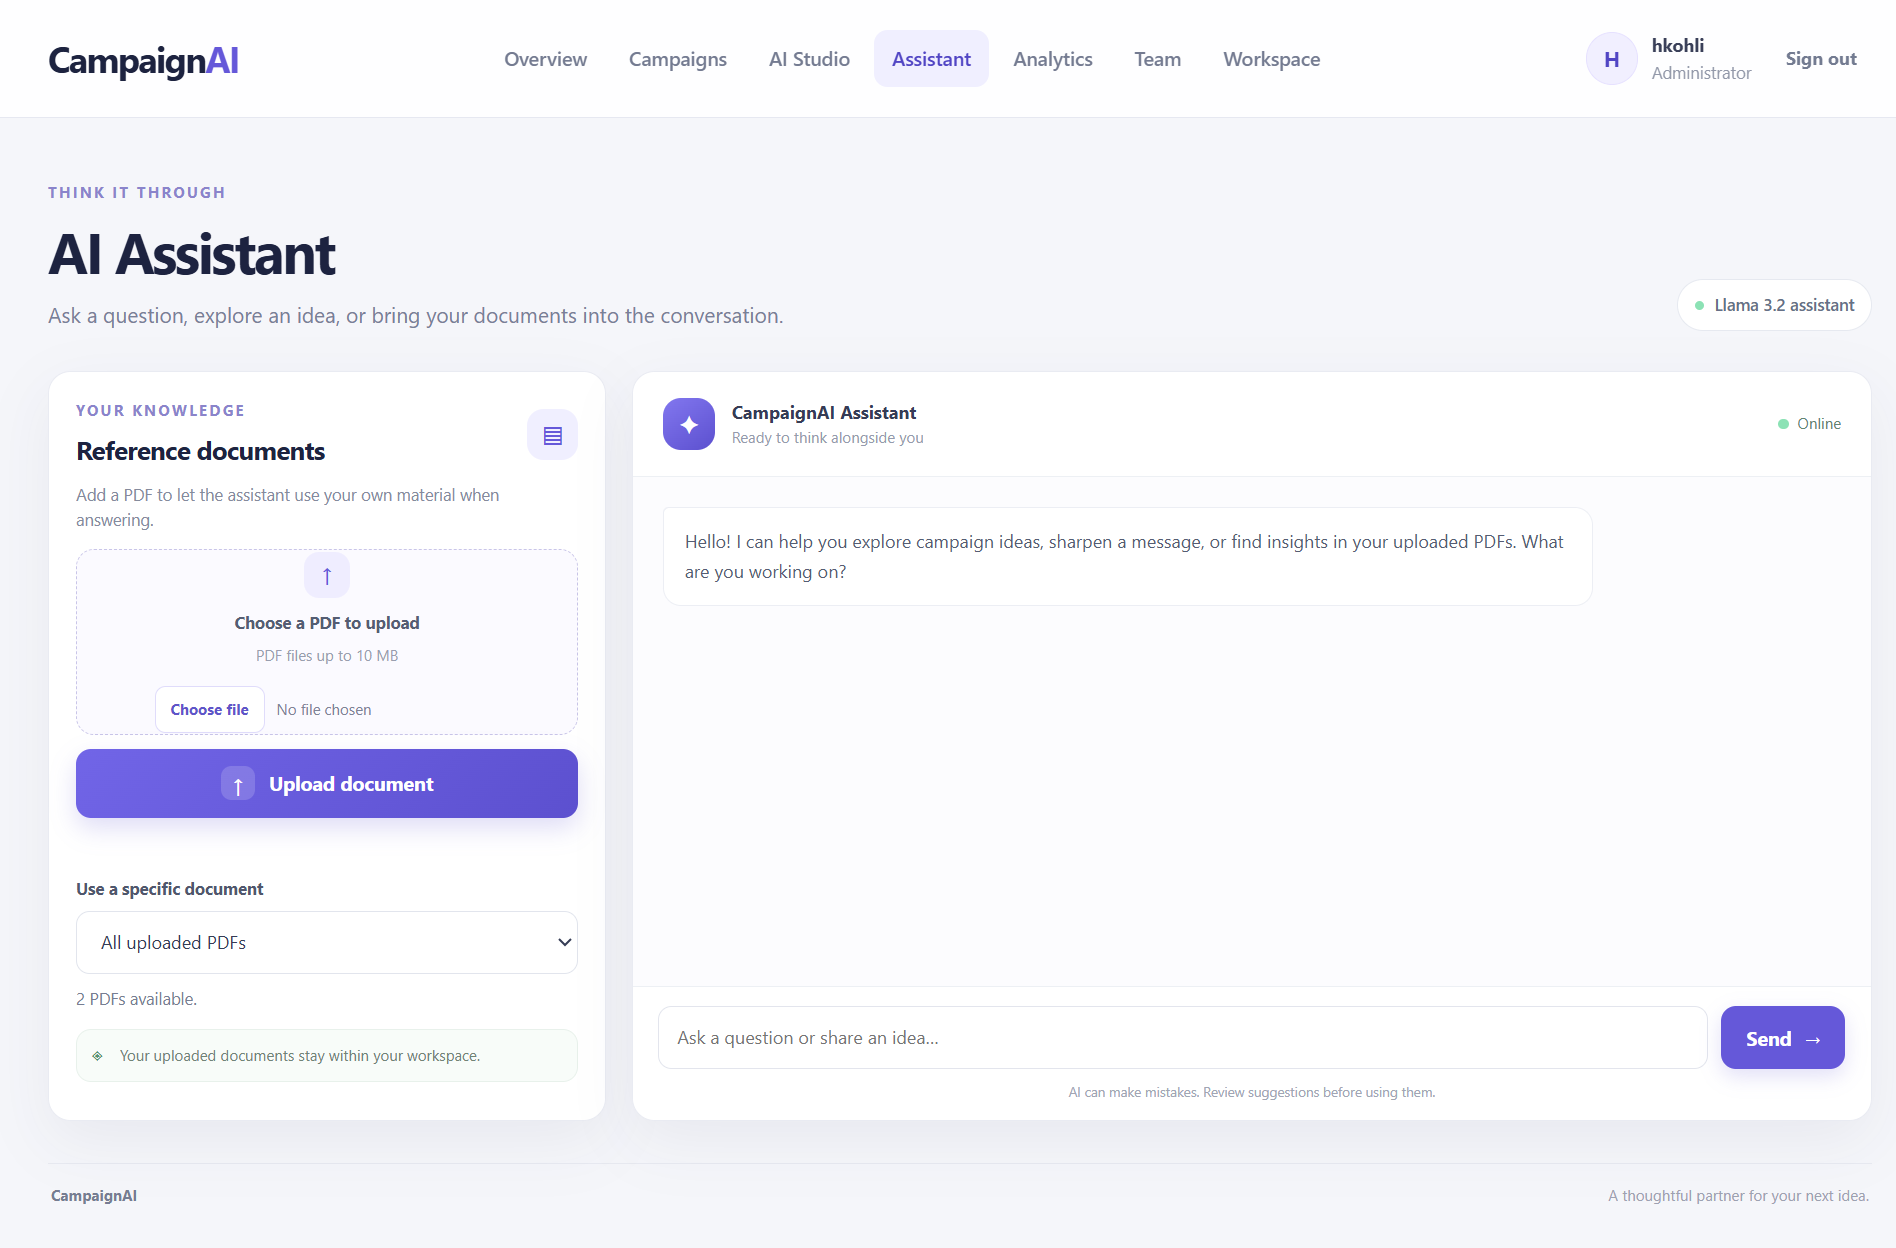 CampaignAI
Overview
Campaigns
AI Studio
Assistant
Analytics
Team
Workspace
H
hkohli
Administrator
Sign out
THINK IT THROUGH
AI Assistant
Ask a question, explore an idea, or bring your documents into the conversation.
Llama 3.2 assistant
YOUR KNOWLEDGE
Reference documents
Add a PDF to let the assistant use your own material when
answering.
↑
Choose a PDF to upload
PDF files up to 10 MB
Choose file No file chosen
↑ Upload document
Use a specific document
All uploaded PDFs
2 PDFs available.
Your uploaded documents stay within your workspace.
CampaignAI Assistant
Ready to think alongside you
Online
Hello! I can help you explore campaign ideas, sharpen a message, or find insights in your uploaded PDFs. What
are you working on?
Ask a question or share an idea...
Send →
AI can make mistakes. Review suggestions before using them.
CampaignAI
A thoughtful partner for your next idea.